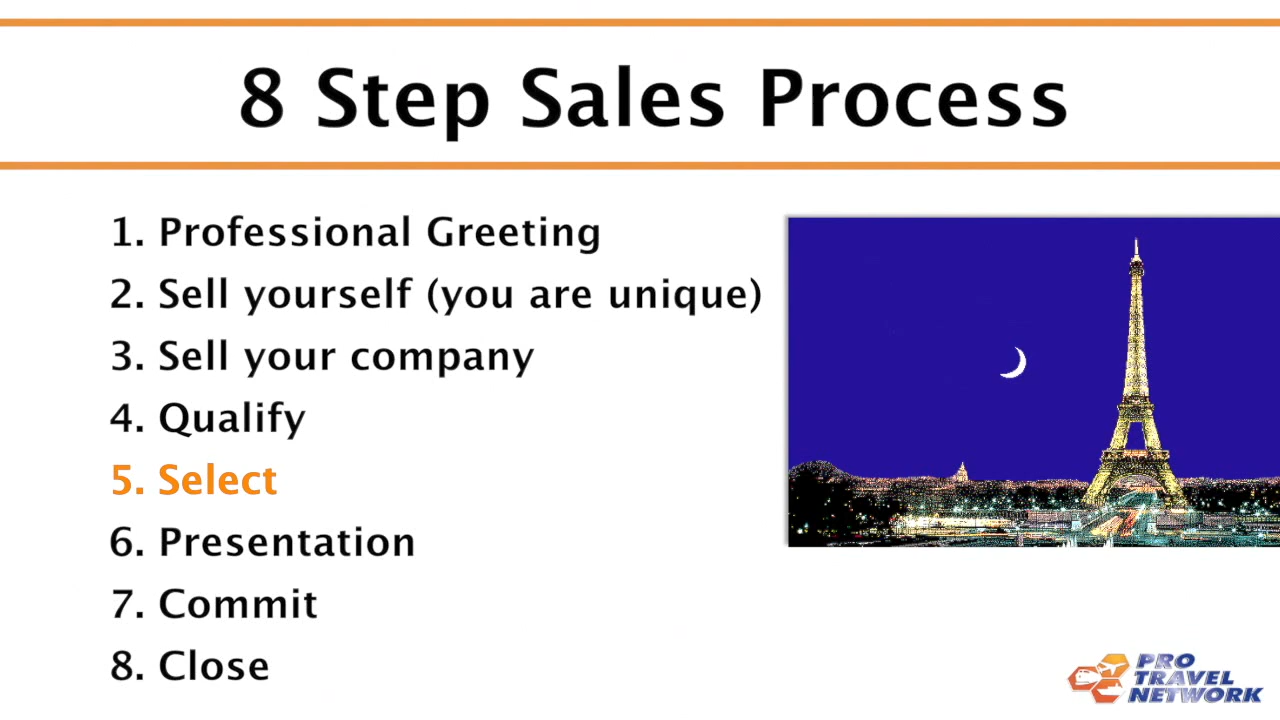 8 Step Sales Process
1. Professional Greeting
2. Sell yourself (you are unique)
3. Sell your company
4. Qualify
5. Select
6. Presentation
7. Commit
8. Close
PRO
TRAVEL
NETWORK